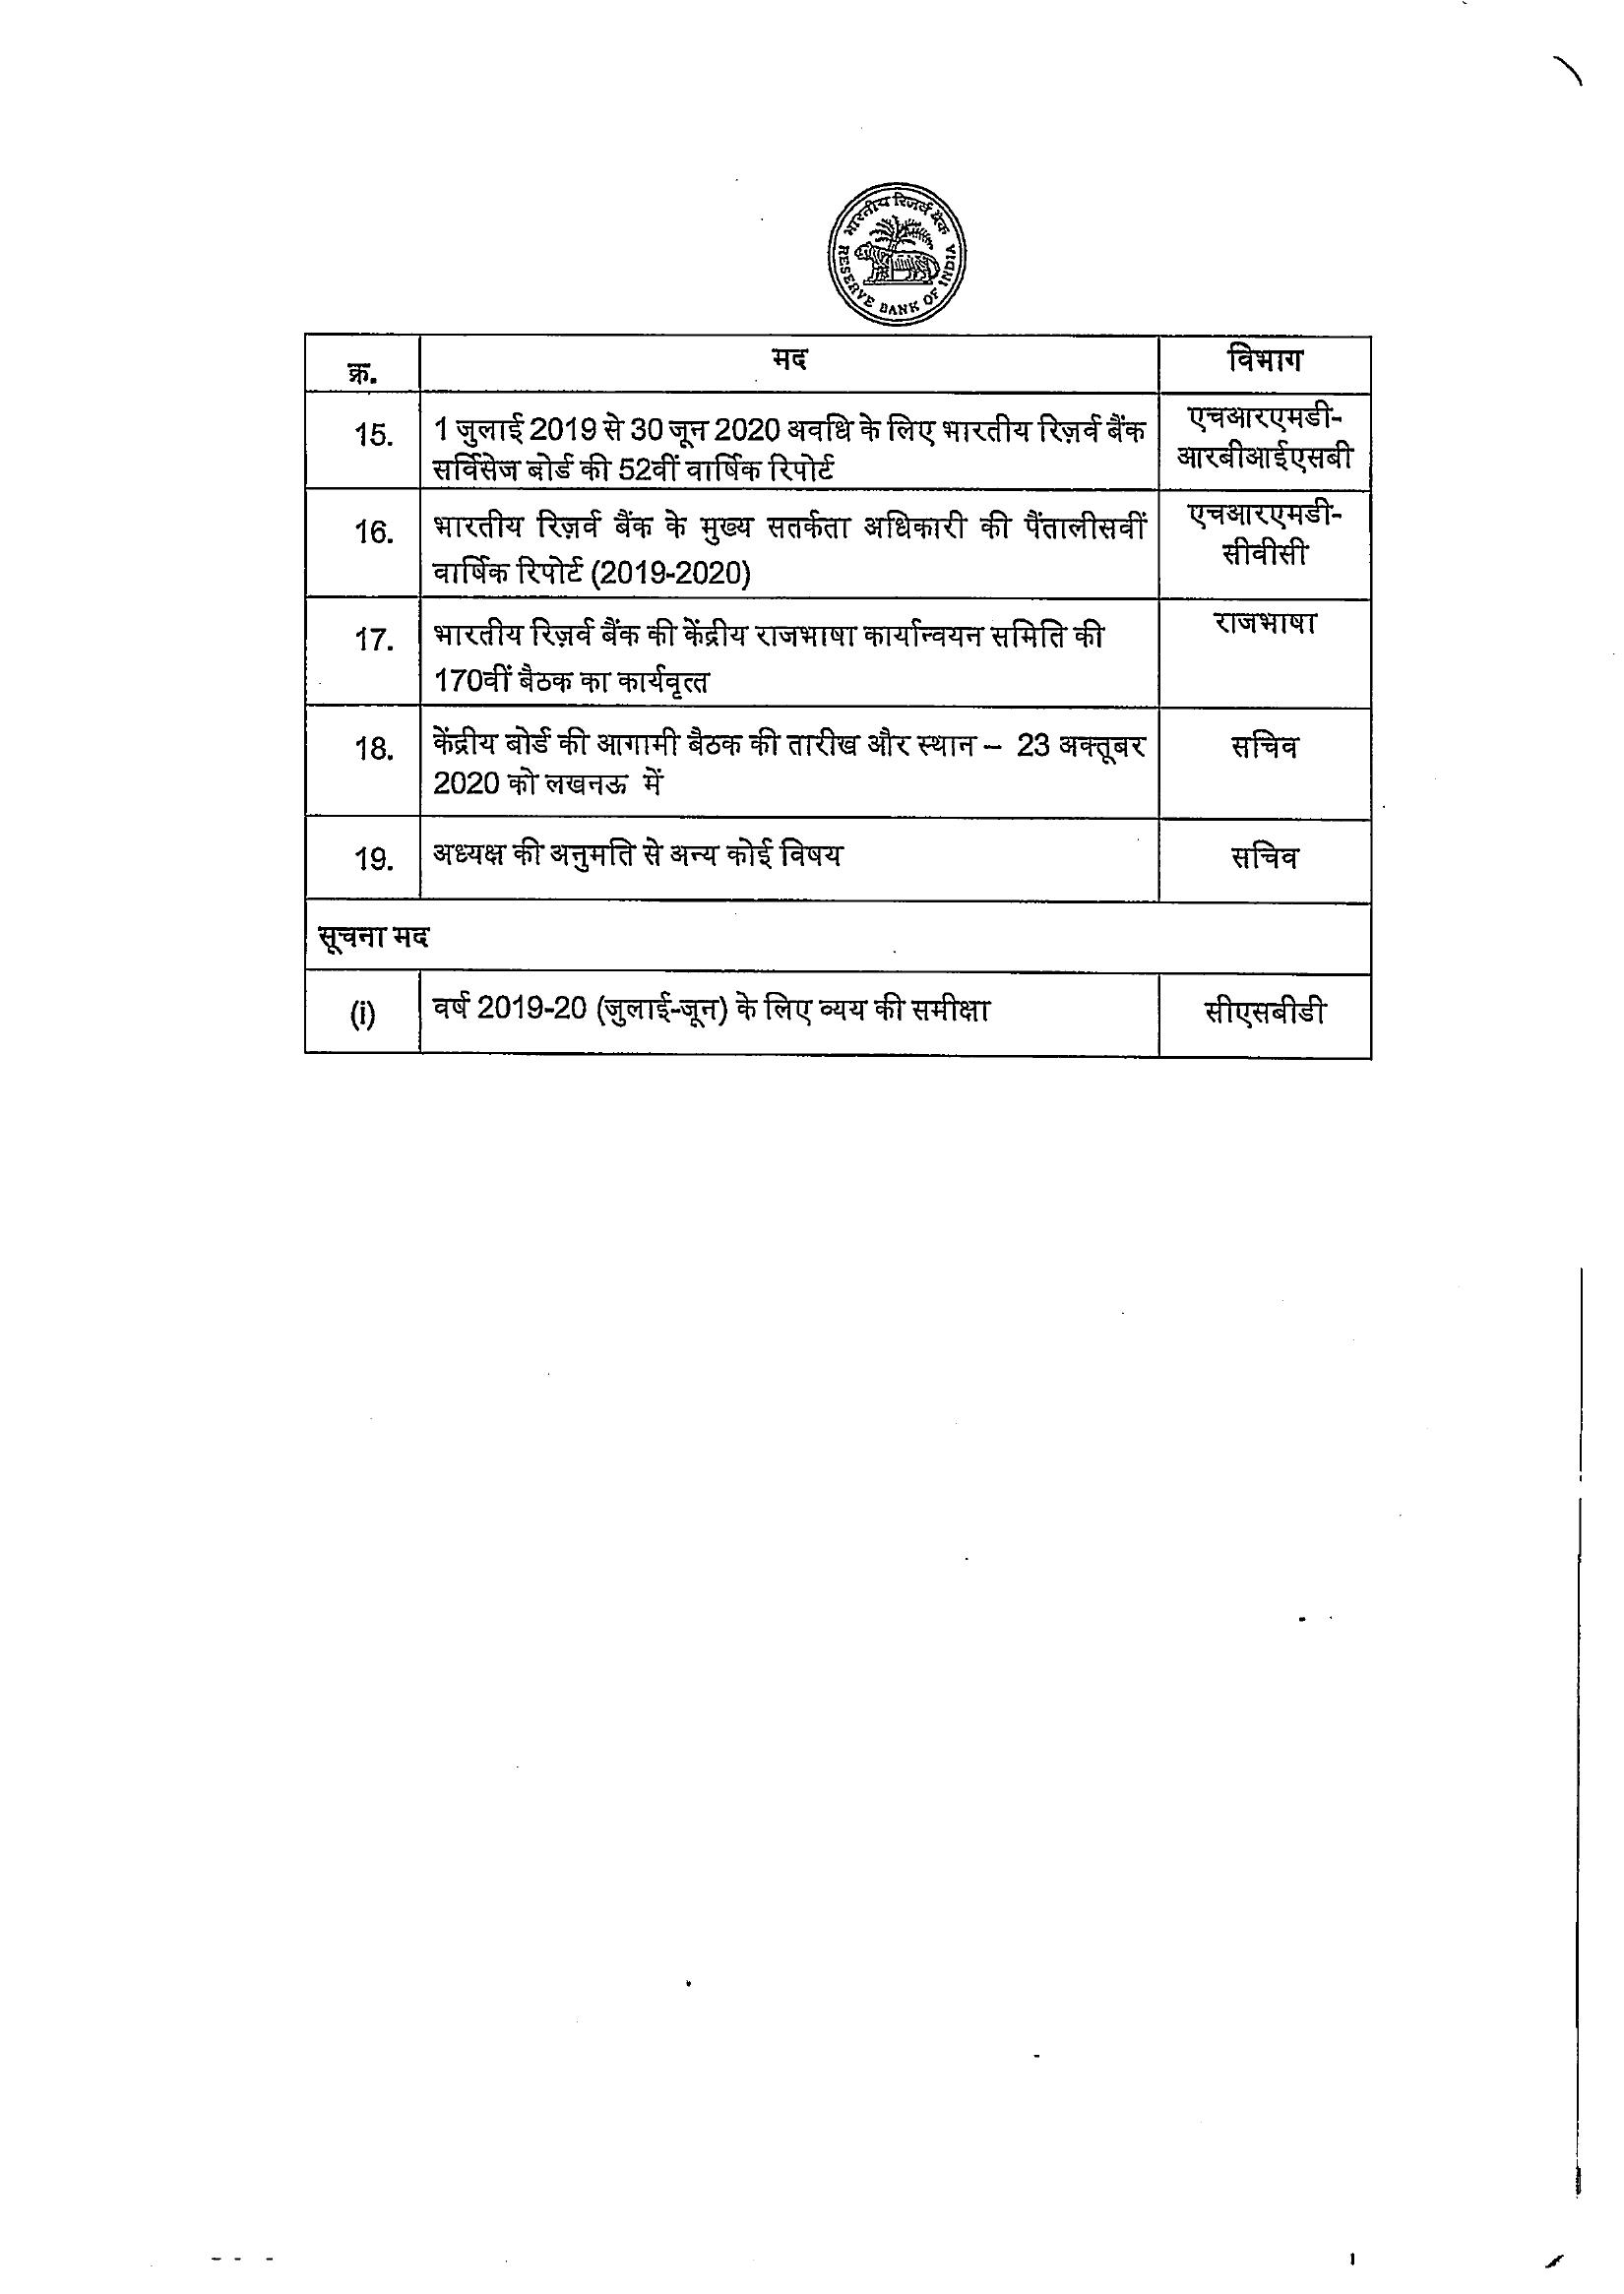 भारतीय रिज़र्व बैंक
RESERVE BANK OF INDIA
क्र. मद विभाग
15. 1 जुलाई 2019 से 30 जून 2020 अवधि के लिए भारतीय रिज़र्व बैंक एचआरएमडी-
सर्विसेज बोर्ड की 52वीं वार्षिक रिपोर्ट आरबीआईएसबी
16. भारतीय रिज़र्व बैंक के मुख्य सतर्कता अधिकारी की पैंतालीसवीं एचआरएमडी-
वार्षिक रिपोर्ट (2019-2020) सीवीसी
17. भारतीय रिज़र्व बैंक की केंद्रीय राजभाषा कार्यान्वयन समिति की राजभाषा
170वीं बैठक का कार्यवृत्त
18. केंद्रीय बोर्ड की आगामी बैठक की तारीख और स्थान – 23 अक्तूबर सचिव
2020 को लखनऊ में
19. अध्यक्ष की अनुमति से अन्य कोई विषय सचिव
सूचना मद
(i) वर्ष 2019-20 (जुलाई-जून) के लिए व्यय की समीक्षा सीएसबीडी